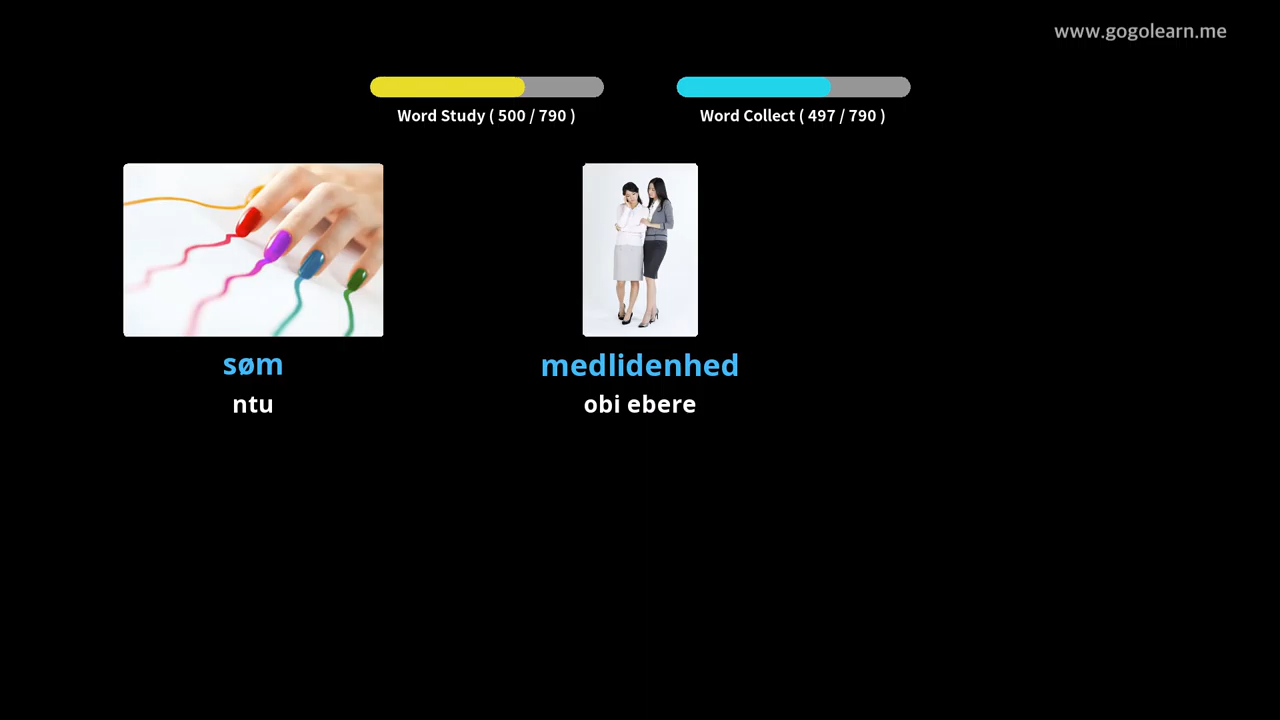 www.gogolearn.me
Word Study ( 500 / 790 )
Word Collect ( 497 / 790 )
søm
ntu
medlidenhed
obi ebere